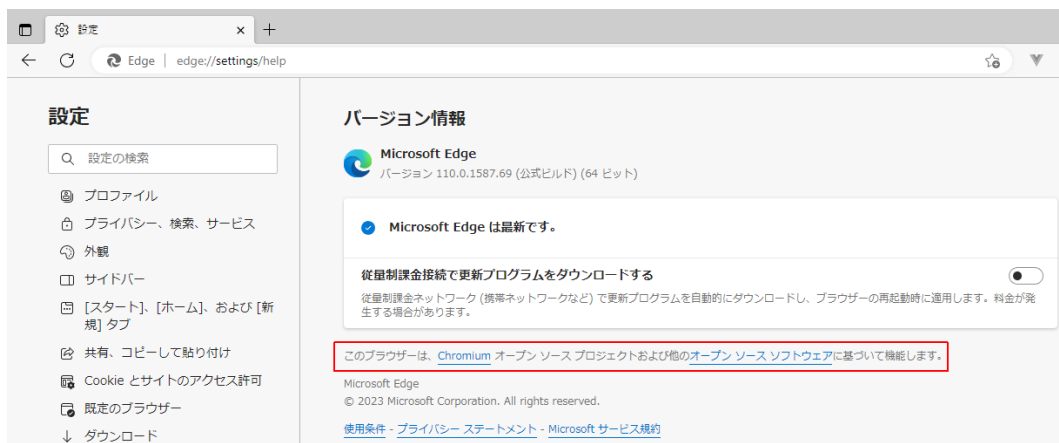 設定
Edge | edge://settings/help
設定
設定の検索
プロファイル
プライバシー、検索、サービス
外観
サイドバー
[スタート]、[ホーム]、および [新
規] タブ
共有、コピーして貼り付け
Cookie とサイトのアクセス許可
既定のブラウザー
ダウンロード
バージョン情報
Microsoft Edge
バージョン 110.0.1587.69 (公式ビルド) (64 ビット)
Microsoft Edge は最新です。
従量制課金接続で更新プログラムをダウンロードする
従量制課金ネットワーク (携帯ネットワークなど) で更新プログラムを自動的にダウンロードし、ブラウザーの再起動時に適用します。料金が発
生する場合があります。
このブラウザーは、Chromium オープン ソース プロジェクトおよび他のオープン ソース ソフトウェアに基づいて機能します。
Microsoft Edge
© 2023 Microsoft Corporation. All rights reserved.
使用条件 - プライバシー ステートメント - Microsoft サービス規約